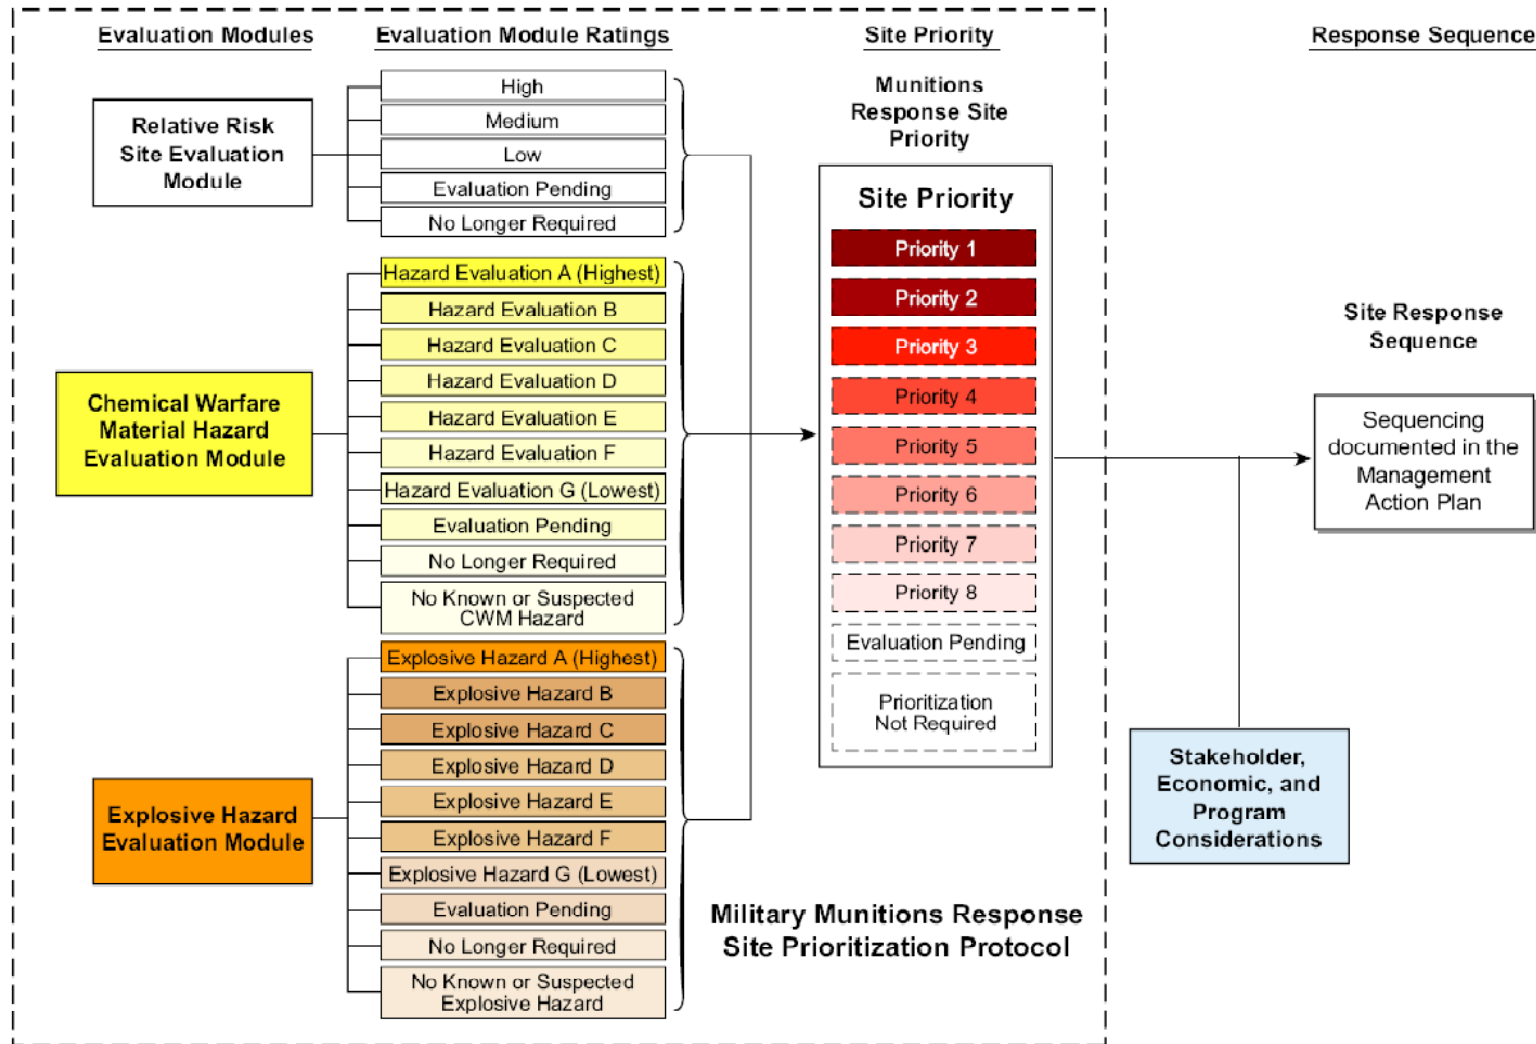 Evaluation Modules
Evaluation Module Ratings
Site Priority
Response Sequence
Relative Risk
Site Evaluation
Module
High
Medium
Low
Evaluation Pending
No Longer Required
Chemical Warfare
Material Hazard
Evaluation Module
Hazard Evaluation A (Highest)
Hazard Evaluation B
Hazard Evaluation C
Hazard Evaluation D
Hazard Evaluation E
Hazard Evaluation F
Hazard Evaluation G (Lowest)
Evaluation Pending
No Longer Required
No Known or Suspected
CWM Hazard
Explosive Hazard
Evaluation Module
Explosive Hazard A (Highest)
Explosive Hazard B
Explosive Hazard C
Explosive Hazard D
Explosive Hazard E
Explosive Hazard F
Explosive Hazard G (Lowest)
Evaluation Pending
No Longer Required
No Known or Suspected
Explosive Hazard
Munitions
Response Site
Priority
Site Priority
Priority 1
Priority 2
Priority 3
Priority 4
Priority 5
Priority 6
Priority 7
Priority 8
Evaluation Pending
Prioritization
Not Required
Military Munitions Response
Site Prioritization Protocol
Site Response
Sequence
Sequencing
documented in the
Management
Action Plan
Stakeholder,
Economic, and
Program
Considerations